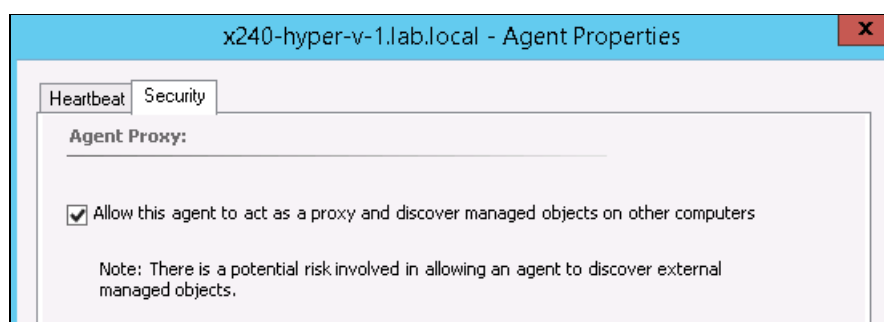 x240-hyper-v-1.lab.local - Agent Properties
x
Heartbeat Security
Agent Proxy:
Allow this agent to act as a proxy and discover managed objects on other computers
Note: There is a potential risk involved in allowing an agent to discover external
managed objects.